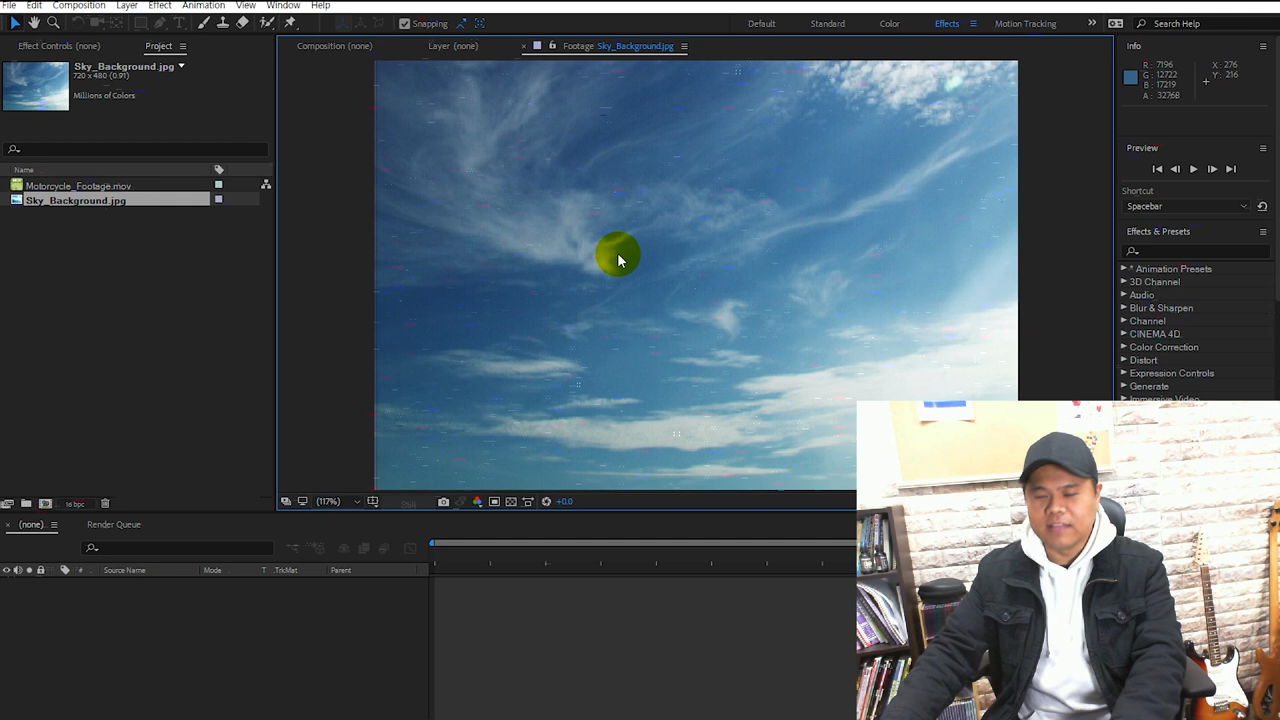 File Edit Composition Layer Effect Animation View Window Help
Snapping
Default Standard Color Effects Motion Tracking Search Help
Effect Controls (none) Project
Composition (none) Layer (none) Footage Sky_Background.jpg
Info
Sky_Background.jpg
720 x 480 (0.91)
Millions of Colors
R : 7196
G : 12722
B : 17219
A : 32768
X : 276
Y : 216
Preview
Name
Motorcycle_Footage.mov
Sky_Background.jpg
Shortcut
Spacebar
Effects & Presets
* Animation Presets
3D Channel
Audio
Blur & Sharpen
Channel
CINEMA 4D
Color Correction
Distort
Expression Controls
Generate
Immersive Video
16 bpc
(117%)
+0.0
(none) Render Queue
# Source Name Mode T .TrkMat Parent